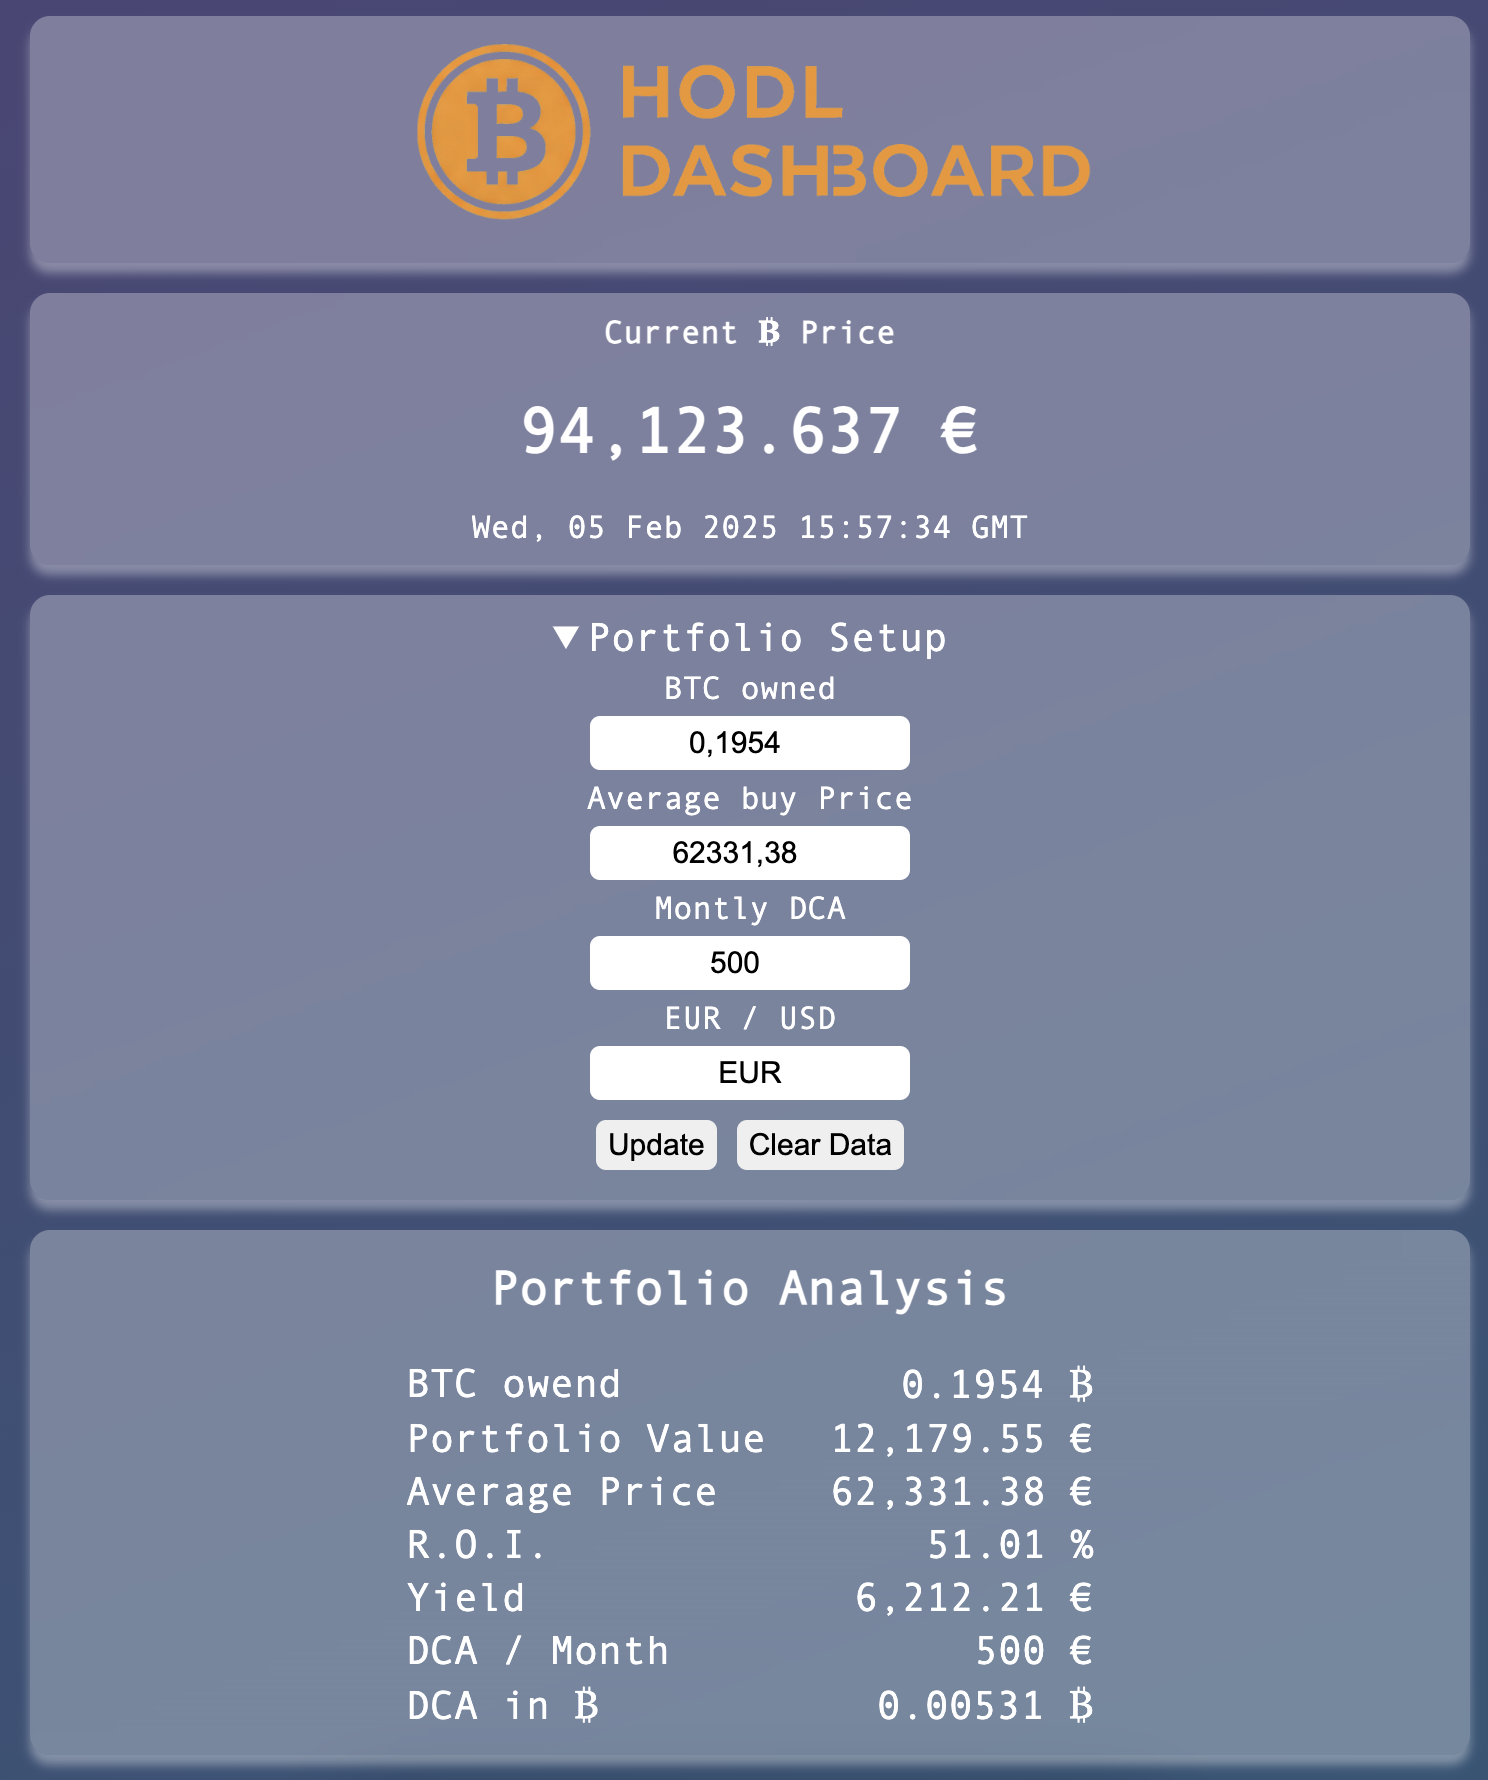 HODL
DASHBOARD
Current ₿ Price
94,123.637 €
Wed, 05 Feb 2025 15:57:34 GMT
▼ Portfolio Setup
BTC owned
0,1954
Average buy Price
62331,38
Montly DCA
500
EUR / USD
EUR
Update Clear Data
Portfolio Analysis
BTC owend 0.1954 ₿
Portfolio Value 12,179.55 €
Average Price 62,331.38 €
R.O.I. 51.01 %
Yield 6,212.21 €
DCA / Month 500 €
DCA in ₿ 0.00531 ₿